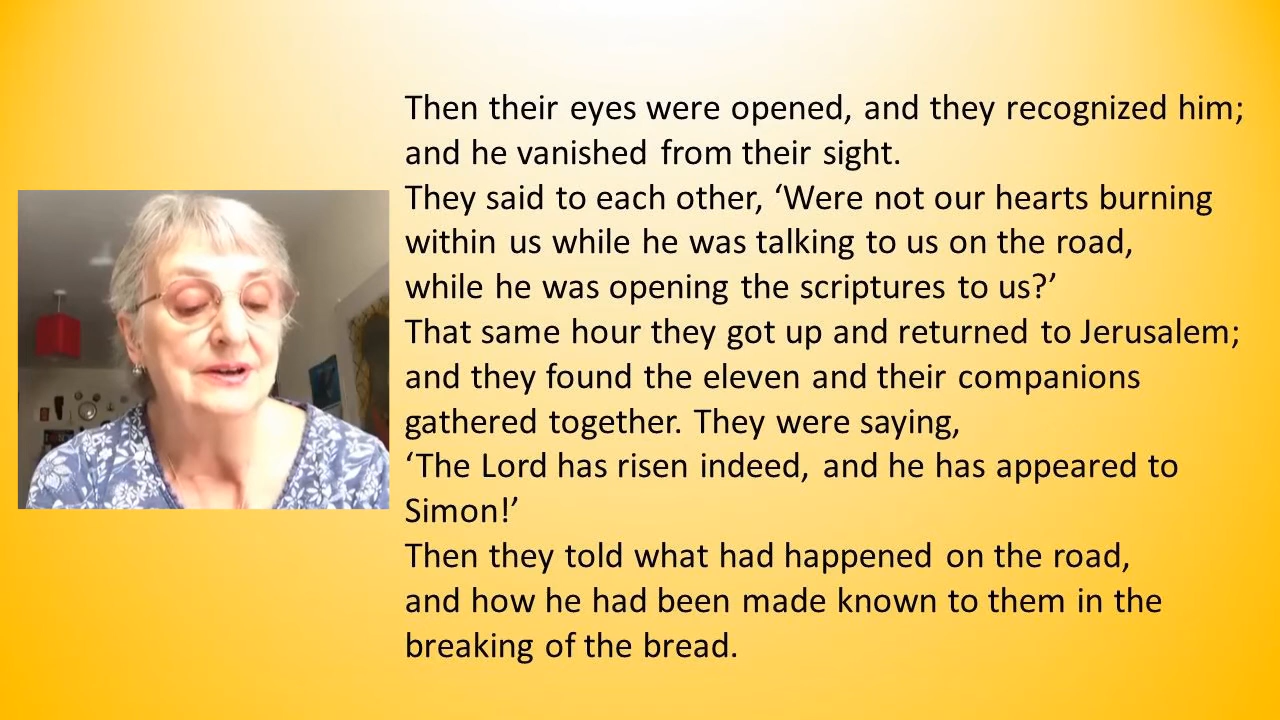 Then their eyes were opened, and they recognized him;
and he vanished from their sight.
They said to each other, ‘Were not our hearts burning
within us while he was talking to us on the road,
while he was opening the scriptures to us?’
That same hour they got up and returned to Jerusalem;
and they found the eleven and their companions
gathered together. They were saying,
‘The Lord has risen indeed, and he has appeared to
Simon!’
Then they told what had happened on the road,
and how he had been made known to them in the
breaking of the bread.